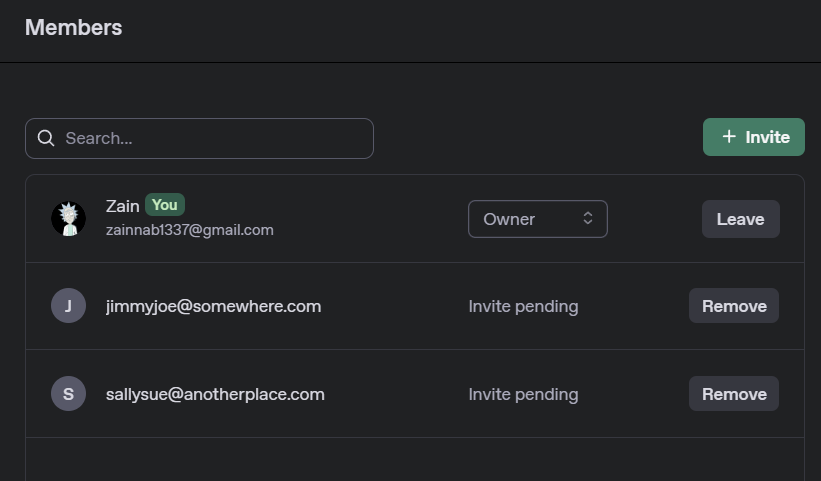 Members
Search...
+ Invite
Zain You
zainnab1337@gmail.com
Owner
Leave
J
jimmyjoe@somewhere.com
Invite pending
Remove
S
sallysue@anotherplace.com
Invite pending
Remove